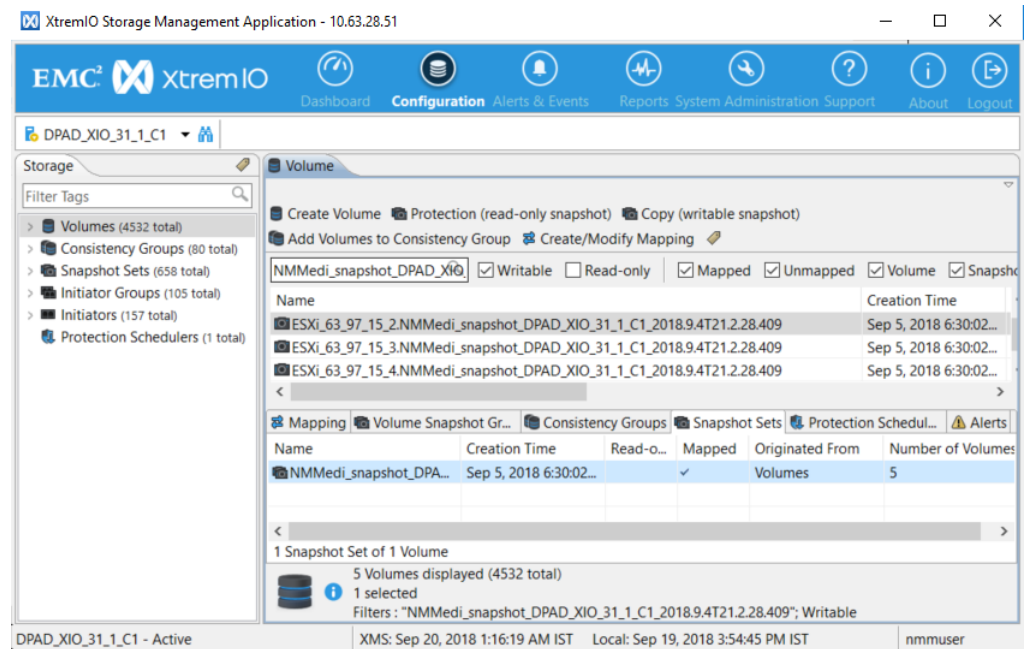 XtremIO Storage Management Application - 10.63.28.51
EMC² XtremIO
Dashboard Configuration Alerts & Events Reports System Administration Support About Logout
DPAD_XIO_31_1_C1
Storage
Filter Tags
Volumes (4532 total)
Consistency Groups (80 total)
Snapshot Sets (658 total)
Initiator Groups (105 total)
Initiators (157 total)
Protection Schedulers (1 total)
Volume
Create Volume Protection (read-only snapshot) Copy (writable snapshot)
Add Volumes to Consistency Group Create/Modify Mapping
NMMedi_snapshot_DPAD_XIO Writable Read-only Mapped Unmapped Volume Snapsho
Name Creation Time
ESXi_63_97_15_2.NMMedi_snapshot_DPAD_XIO_31_1_C1_2018.9.4T21.2.28.409 Sep 5, 2018 6:30:02...
ESXi_63_97_15_3.NMMedi_snapshot_DPAD_XIO_31_1_C1_2018.9.4T21.2.28.409 Sep 5, 2018 6:30:02...
ESXi_63_97_15_4.NMMedi_snapshot_DPAD_XIO_31_1_C1_2018.9.4T21.2.28.409 Sep 5, 2018 6:30:02...
Mapping Volume Snapshot Gr... Consistency Groups Snapshot Sets Protection Schedul... Alerts
Name Creation Time Read-o... Mapped Originated From Number of Volumes
NMMedi_snapshot_DPA... Sep 5, 2018 6:30:02... Volumes 5
1 Snapshot Set of 1 Volume
5 Volumes displayed (4532 total)
1 selected
Filters : "NMMedi_snapshot_DPAD_XIO_31_1_C1_2018.9.4T21.2.28.409"; Writable
DPAD_XIO_31_1_C1 - Active XMS: Sep 20, 2018 1:16:19 AM IST Local: Sep 19, 2018 3:54:45 PM IST nmmuser